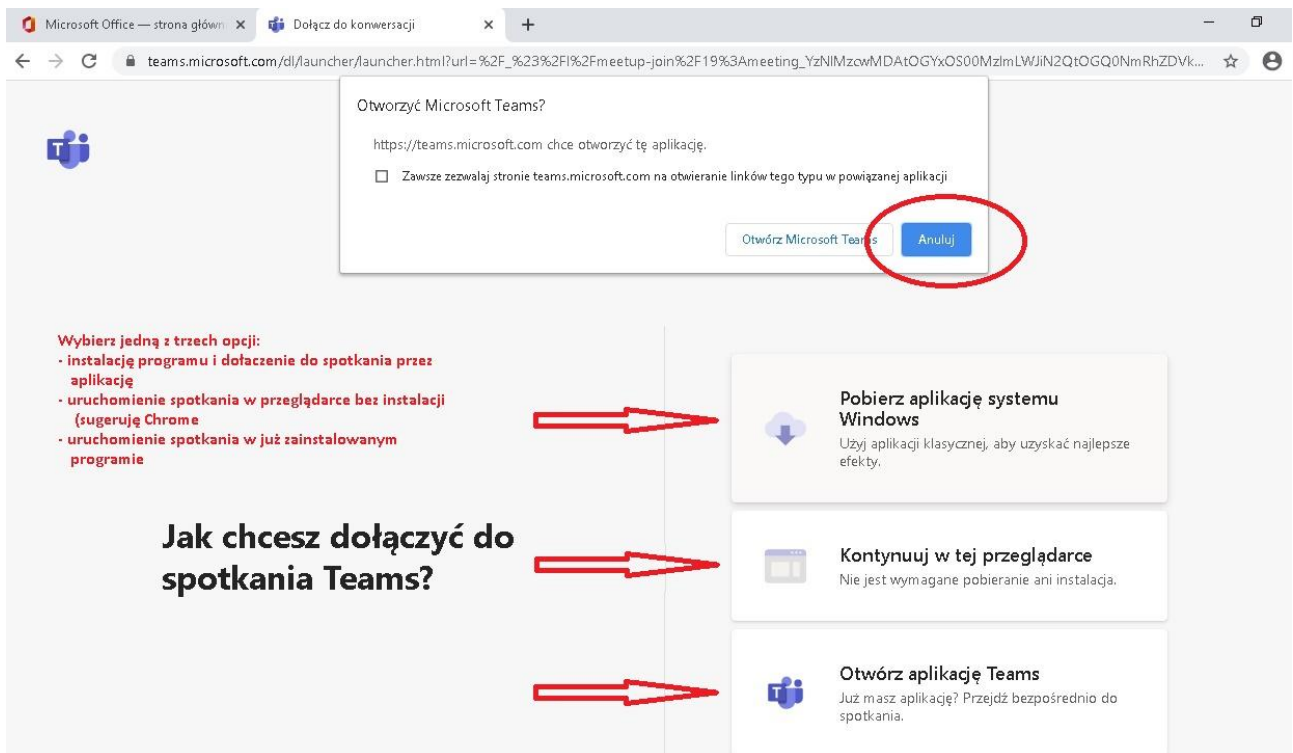 Microsoft Office — strona główn
Dołącz do konwersacji
teams.microsoft.com/dl/launcher/launcher.html?url=%2F_%23%2Fl%2Fmeetup-join%2F19%3Ameeting_YzNlMzcwMDAtOGYxOS00MzlmLWJiN2QtOGQ0NmRhZDVk...
Otworzyć Microsoft Teams?
https://teams.microsoft.com chce otworzyć tę aplikację.
Zawsze zezwalaj stronie teams.microsoft.com na otwieranie linków tego typu w powiązanej aplikacji
Otwórz Microsoft Teams
Anuluj
Wybierz jedną z trzech opcji:
- instalację programu i dołaczenie do spotkania przez
aplikację
- uruchomienie spotkania w przeglądarce bez instalacji
(sugeruję Chrome
- uruchomienie spotkania w już zainstalowanym
programie
Jak chcesz dołączyć do
spotkania Teams?
Pobierz aplikację systemu
Windows
Użyj aplikacji klasycznej, aby uzyskać najlepsze
efekty.
Kontynuuj w tej przeglądarce
Nie jest wymagane pobieranie ani instalacja.
Otwórz aplikację Teams
Już masz aplikację? Przejdź bezpośrednio do
spotkania.